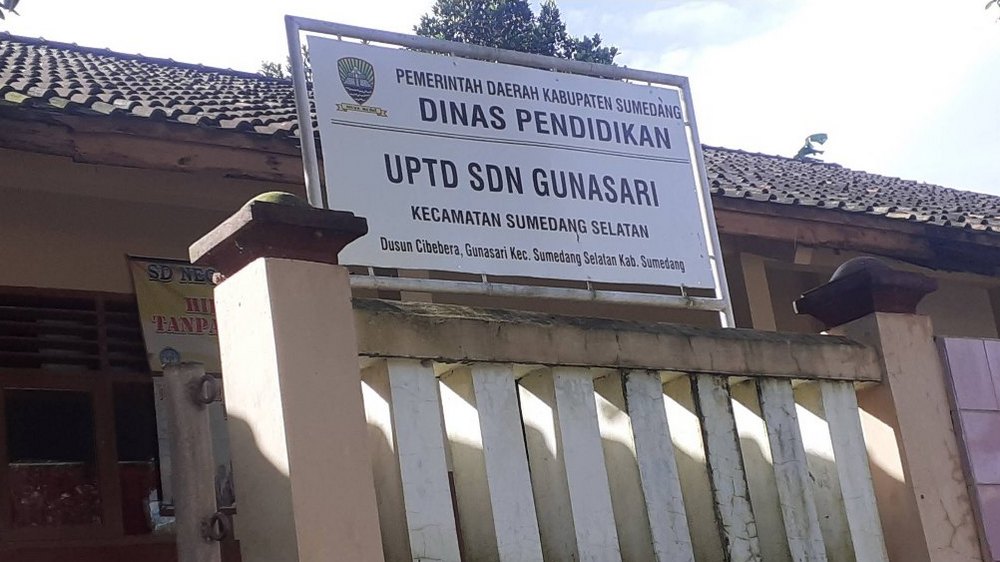 PEMERINTAH DAERAH KABUPATEN SUMEDANG
DINAS PENDIDIKAN
UPTD SDN GUNASARI
KECAMATAN SUMEDANG SELATAN
Dusun Cibebera, Gunasari Kec. Sumedang Selatan Kab. Sumedang
SD NEG
TANPA